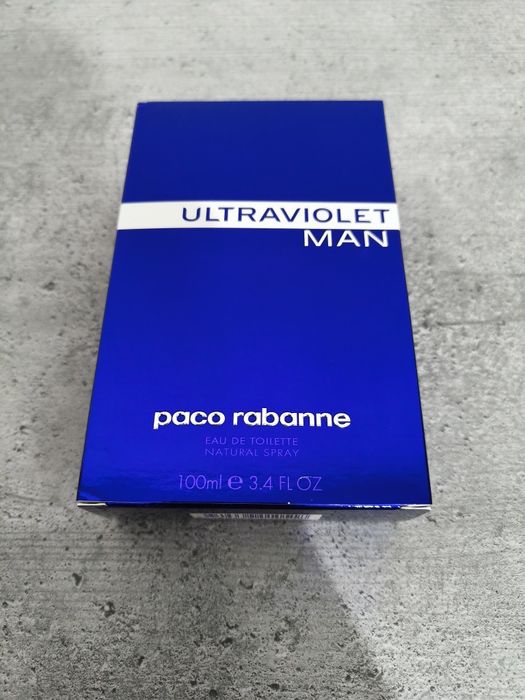 ULTRAVIOLET
MAN
paco rabanne
EAU DE TOILETTE
NATURAL SPRAY
100ml ℮ 3.4 FL OZ